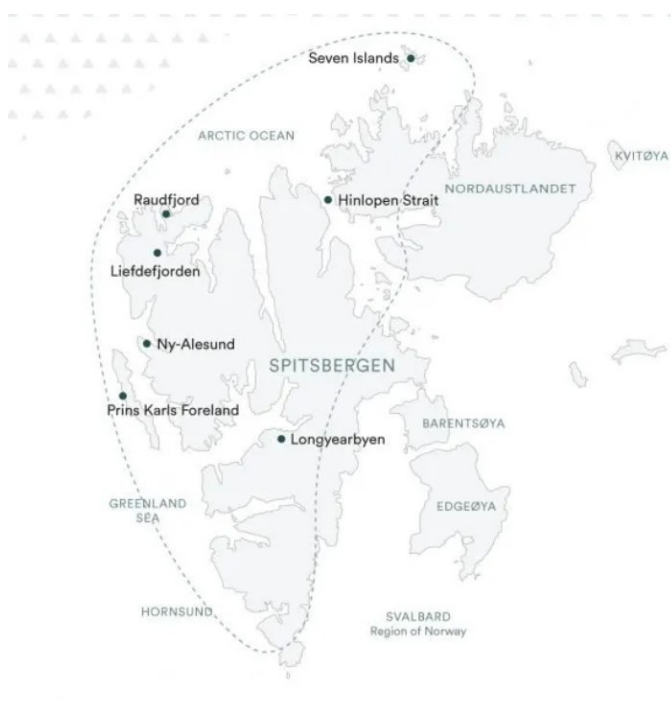 Seven Islands
ARCTIC OCEAN
KVITØYA
NORDAUSTLANDET
Raudfjord
Hinlopen Strait
Liefdefjorden
Ny-Alesund
SPITSBERGEN
Prins Karls Foreland
BARENTSØYA
Longyearbyen
GREENLAND
SEA
EDGEØYA
HORNSUND
SVALBARD
Region of Norway